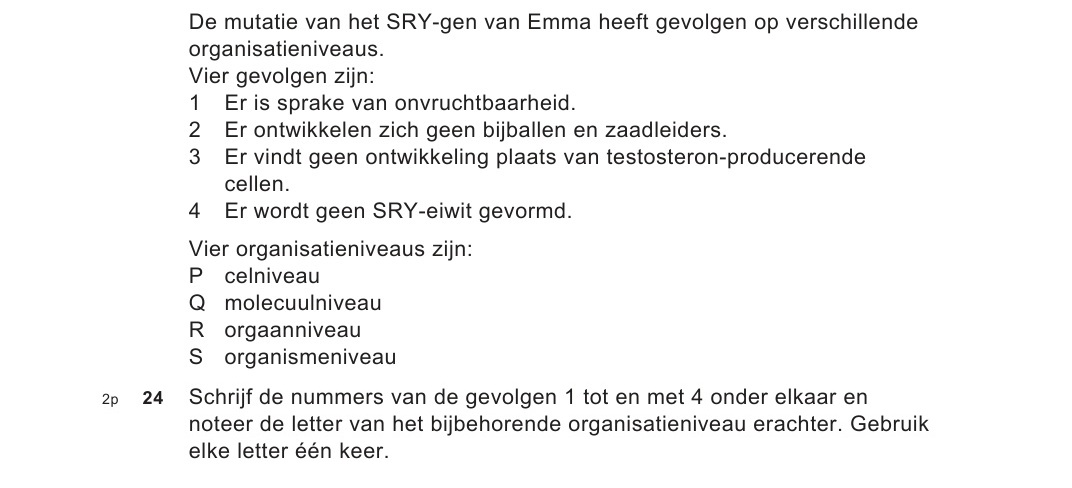 De mutatie van het SRY-gen van Emma heeft gevolgen op verschillende
organisatieniveaus.
Vier gevolgen zijn:
1 Er is sprake van onvruchtbaarheid.
2 Er ontwikkelen zich geen bijballen en zaadleiders.
3 Er vindt geen ontwikkeling plaats van testosteron-producerende
cellen.
4 Er wordt geen SRY-eiwit gevormd.
Vier organisatieniveaus zijn:
P celniveau
Q molecuulniveau
R orgaanniveau
S organismeniveau
2p 24 Schrijf de nummers van de gevolgen 1 tot en met 4 onder elkaar en
noteer de letter van het bijbehorende organisatieniveau erachter. Gebruik
elke letter één keer.